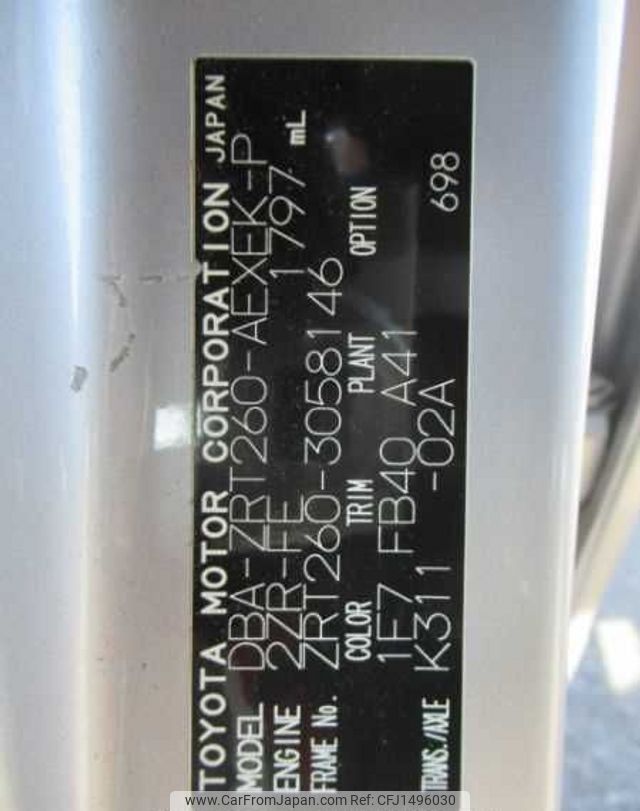 TOYOTA MOTOR CORPORATION JAPAN
MODEL DBA-ZRT260-AEXEK-P
ENGINE 2ZR-FE 1797 mL
FRAME No. ZRT260-3058146
COLOR TRIM PLANT OPTION
1F7 FB40 A41
TRANS./AXLE K311 -02A 698
www.CarFromJapan.com CFJ1496030